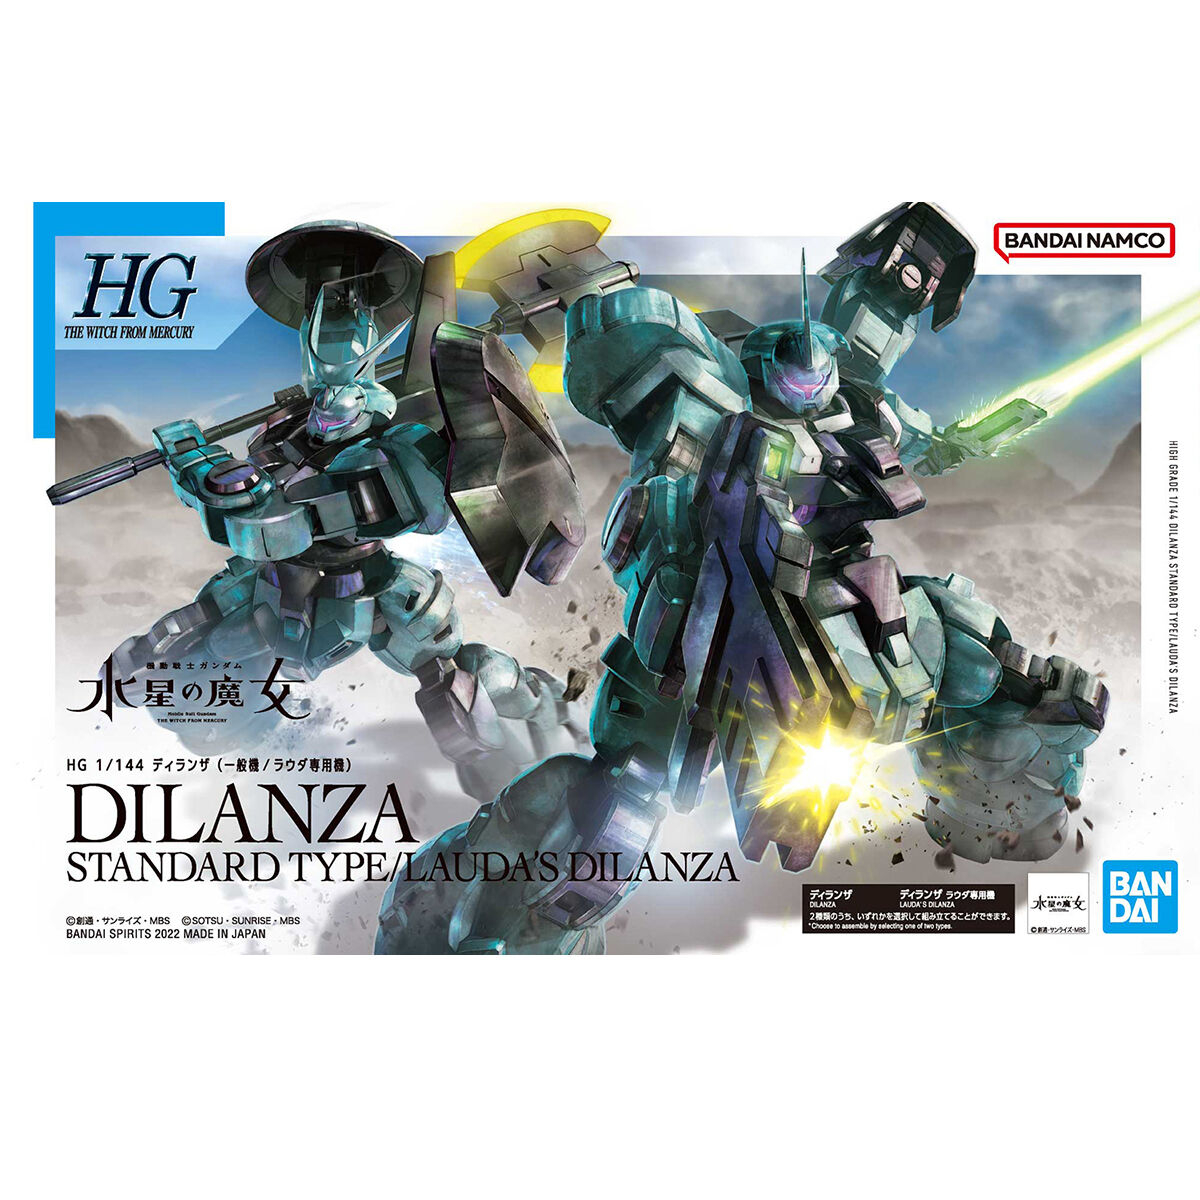 HG
THE WITCH FROM MERCURY
BANDAI NAMCO
HIGH GRADE 1/144 DILANZA STANDARD TYPE/LAUDA'S DILANZA
機動戦士ガンダム
水星の魔女
Mobile Suit Gundam
THE WITCH FROM MERCURY
HG 1/144 ディランザ(一般機/ラウダ専用機)
DILANZA
STANDARD TYPE/LAUDA'S DILANZA
©創通・サンライズ・MBS ©SOTSU・SUNRISE・MBS
BANDAI SPIRITS 2022 MADE IN JAPAN
ディランザ ディランザ ラウダ専用機
DILANZA LAUDA'S DILANZA
2種類のうち、いずれかを選択して組み立てることができます。
*Choose to assemble by selecting one of two types.
水星の魔女
©創通・サンライズ・MBS
BAN
DAI